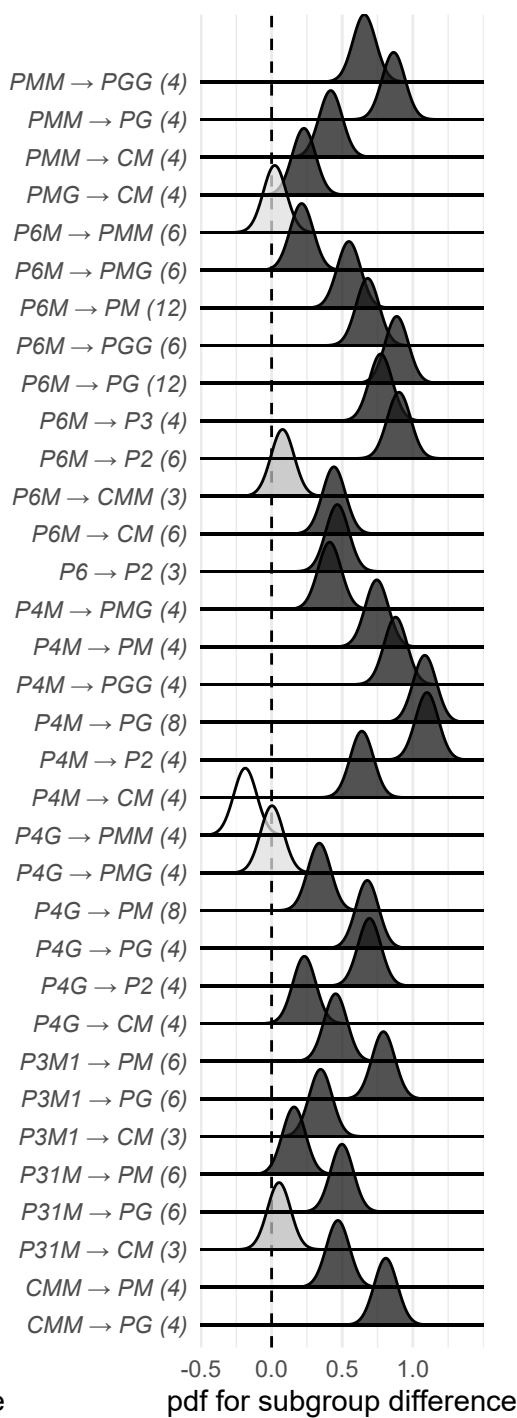 PMM → PGG (4)
PMM → PG (4)
PMM → CM (4)
PMG → CM (4)
P6M → PMM (6)
P6M → PMG (6)
P6M → PM (12)
P6M → PGG (6)
P6M → PG (12)
P6M → P3 (4)
P6M → P2 (6)
P6M → CMM (3)
P6M → CM (6)
P6 → P2 (3)
P4M → PMG (4)
P4M → PM (4)
P4M → PGG (4)
P4M → PG (8)
P4M → P2 (4)
P4M → CM (4)
P4G → PMM (4)
P4G → PMG (4)
P4G → PM (8)
P4G → PG (4)
P4G → P2 (4)
P4G → CM (4)
P3M1 → PM (6)
P3M1 → PG (6)
P3M1 → CM (3)
P31M → PM (6)
P31M → PG (6)
P31M → CM (3)
CMM → PM (4)
CMM → PG (4)
-0.5 0.0 0.5 1.0
e pdf for subgroup difference